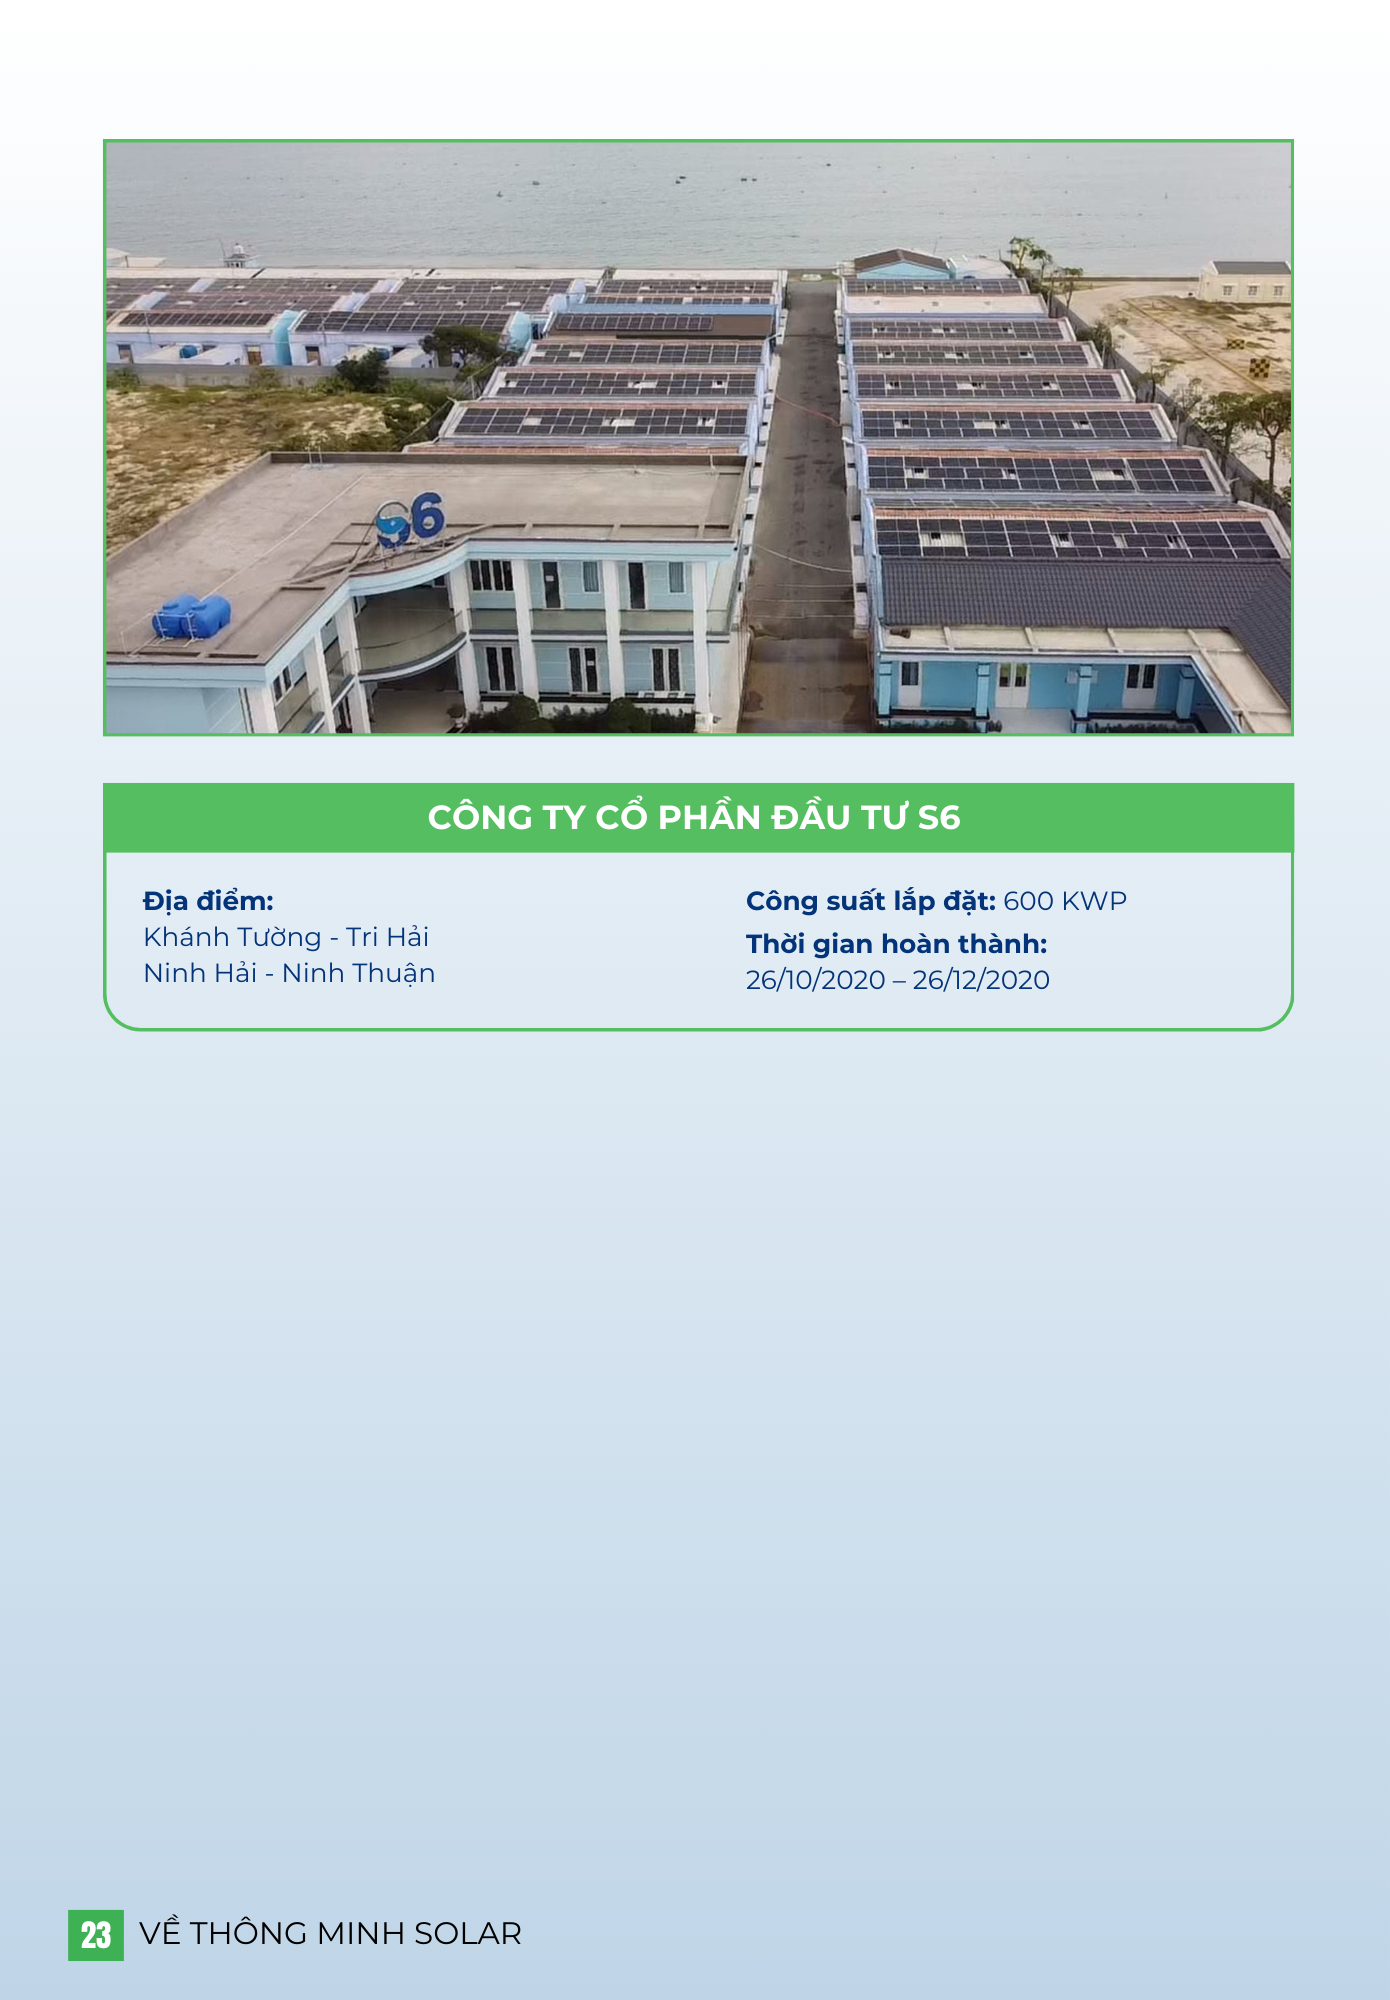 S6
CÔNG TY CỔ PHẦN ĐẦU TƯ S6
Địa điểm:
Khánh Tường - Tri Hải
Ninh Hải - Ninh Thuận
Công suất lắp đặt: 600 KWP
Thời gian hoàn thành:
26/10/2020 – 26/12/2020
23 VỀ THÔNG MINH SOLAR